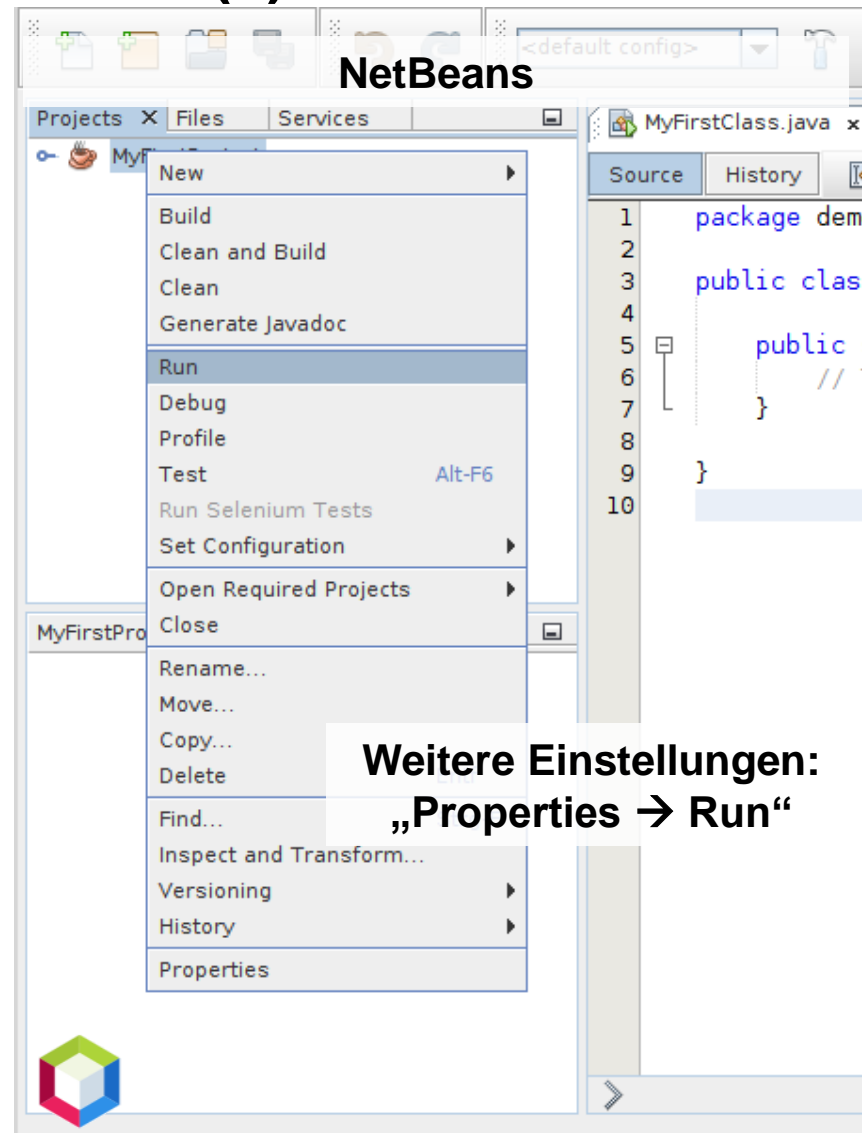 <default config>
NetBeans
Projects Files Services
MyFirstClass.java
Source History
New
Build
Clean and Build
Clean
Generate Javadoc
Run
Debug
Profile
Test Alt-F6
Run Selenium Tests
Set Configuration
Open Required Projects
Close
Rename...
Move...
Copy...
Delete
Find...
Inspect and Transform...
Versioning
History
Properties
MyFirstPro
1 package dem
2
3 public clas
4
5 public
6 //
7 }
8
9 }
10
Weitere Einstellungen:
„Properties → Run“